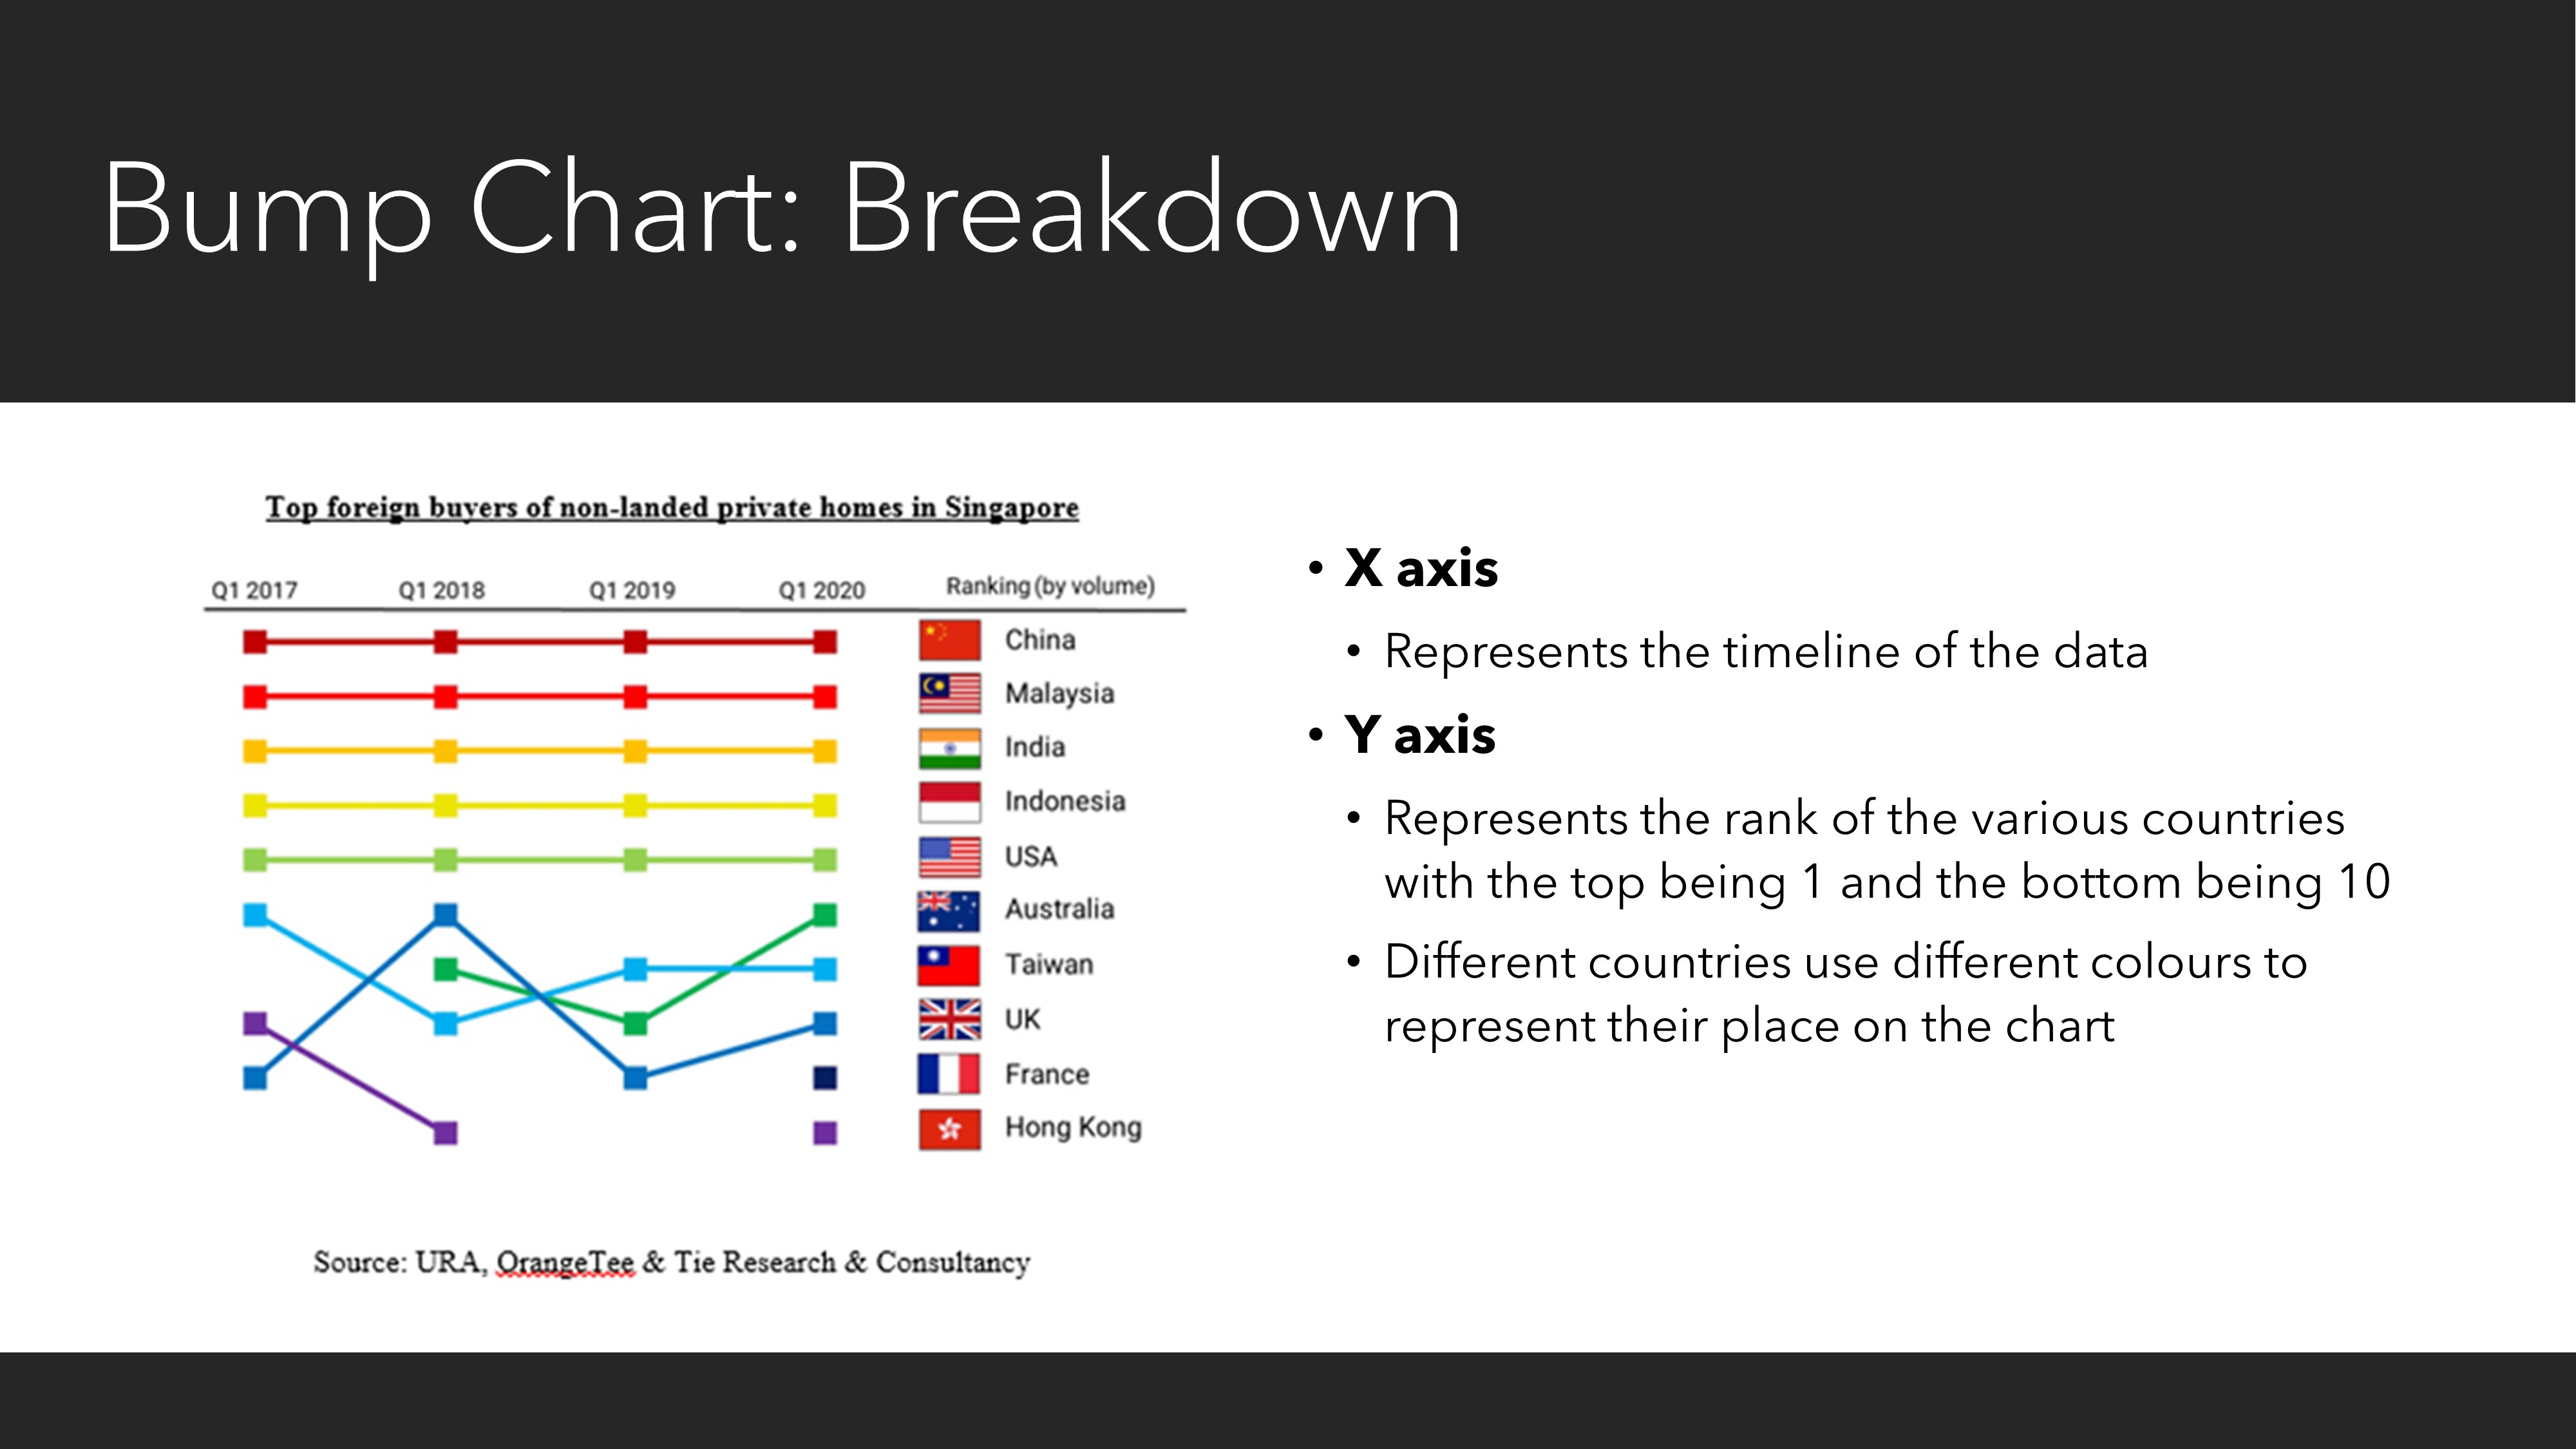 Bump Chart: Breakdown
Top foreign buyers of non-landed private homes in Singapore
Q1 2017 Q1 2018 Q1 2019 Q1 2020 Ranking (by volume)
China
Malaysia
India
Indonesia
USA
Australia
Taiwan
UK
France
Hong Kong
Source: URA, OrangeTee & Tie Research & Consultancy
• X axis
• Represents the timeline of the data
• Y axis
• Represents the rank of the various countries
with the top being 1 and the bottom being 10
• Different countries use different colours to
represent their place on the chart